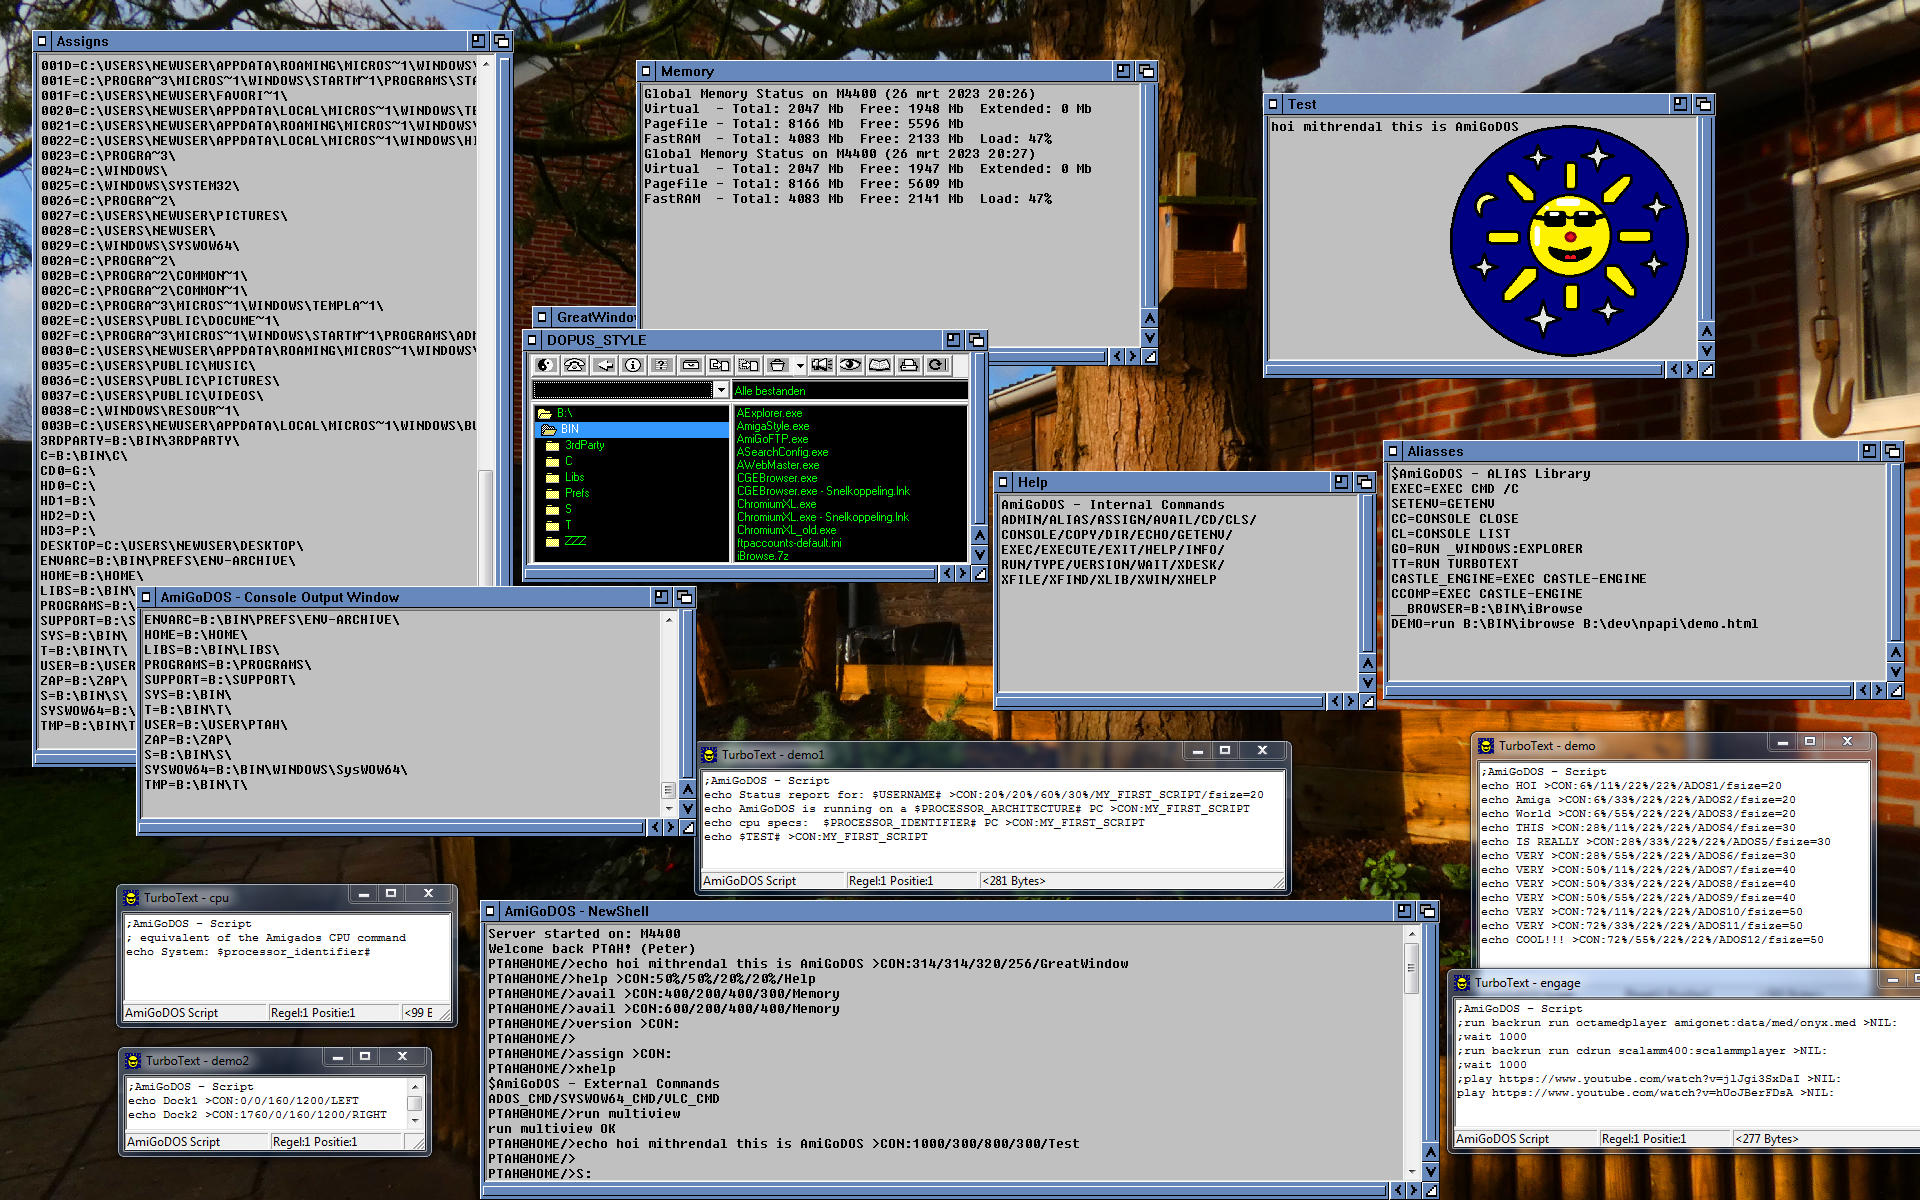 Assigns
001D=C:\USERS\NEWUSER\APPDATA\ROAMING\MICROS~1\WINDOWS\
001E=C:\PROGRA~3\MICROS~1\WINDOWS\STARTM~1\PROGRAMS\STA
001F=C:\USERS\NEWUSER\FAVORI~1\
0020=C:\USERS\NEWUSER\APPDATA\LOCAL\MICROS~1\WINDOWS\TE
0021=C:\USERS\NEWUSER\APPDATA\ROAMING\MICROS~1\WINDOWS\
0022=C:\USERS\NEWUSER\APPDATA\LOCAL\MICROS~1\WINDOWS\HI
0023=C:\PROGRA~3\
0024=C:\WINDOWS\
0025=C:\WINDOWS\SYSTEM32\
0026=C:\PROGRA~2\
0027=C:\USERS\NEWUSER\PICTURES\
0028=C:\USERS\NEWUSER\
0029=C:\WINDOWS\SYSWOW64\
002A=C:\PROGRA~2\
002B=C:\PROGRA~2\COMMON~1\
002C=C:\PROGRA~2\COMMON~1\
002D=C:\PROGRA~3\MICROS~1\WINDOWS\TEMPLA~1\
002E=C:\USERS\PUBLIC\DOCUME~1\
002F=C:\PROGRA~3\MICROS~1\WINDOWS\STARTM~1\PROGRAMS\ADM
0030=C:\USERS\NEWUSER\APPDATA\ROAMING\MICROS~1\WINDOWS\
0035=C:\USERS\PUBLIC\MUSIC\
0036=C:\USERS\PUBLIC\PICTURES\
0037=C:\USERS\PUBLIC\VIDEOS\
0038=C:\WINDOWS\RESOUR~1\
003B=C:\USERS\NEWUSER\APPDATA\LOCAL\MICROS~1\WINDOWS\BU
3RDPARTY=B:\BIN\3RDPARTY\
C=B:\BIN\C\
CD0=G:\
HD0=C:\
HD1=B:\
HD2=D:\
HD3=P:\
DESKTOP=C:\USERS\NEWUSER\DESKTOP\
ENVARC=B:\BIN\PREFS\ENV-ARCHIVE\
HOME=B:\HOME\
LIBS=B:\BIN\
PROGRAMS=B:\
SUPPORT=B:\S
SYS=B:\BIN\
T=B:\BIN\T\
USER=B:\USER
ZAP=B:\ZAP\
S=B:\BIN\S\
SYSWOW64=B:\
TMP=B:\BIN\T
Memory
Global Memory Status on M4400 (26 mrt 2023 20:26)
Virtual  - Total: 2047 Mb  Free: 1948 Mb  Extended: 0 Mb
Pagefile - Total: 8166 Mb  Free: 5596 Mb
FastRAM  - Total: 4083 Mb  Free: 2133 Mb  Load: 47%
Global Memory Status on M4400 (26 mrt 2023 20:27)
Virtual  - Total: 2047 Mb  Free: 1947 Mb  Extended: 0 Mb
Pagefile - Total: 8166 Mb  Free: 5609 Mb
FastRAM  - Total: 4083 Mb  Free: 2141 Mb  Load: 47%
Test
hoi mithrendal this is AmiGoDOS
GreatWindow
DOPUS_STYLE
Alle bestanden
B:\
BIN
3rdParty
C
Libs
Prefs
S
T
ZZZ
AExplorer.exe
AmigaStyle.exe
AmiGoFTP.exe
ASearchConfig.exe
AWebMaster.exe
CGEBrowser.exe
CGEBrowser.exe - Snelkoppeling.lnk
ChromiumXL.exe
ChromiumXL.exe - Snelkoppeling.lnk
ChromiumXL_old.exe
ftpaccounts-default.ini
iBrowse.7z
Help
AmiGoDOS - Internal Commands
ADMIN/ALIAS/ASSIGN/AVAIL/CD/CLS/
CONSOLE/COPY/DIR/ECHO/GETENV/
EXEC/EXECUTE/EXIT/HELP/INFO/
RUN/TYPE/VERSION/WAIT/XDESK/
XFILE/XFIND/XLIB/XWIN/XHELP
Aliasses
$AmiGoDOS - ALIAS Library
EXEC=EXEC CMD /C
SETENV=GETENV
CC=CONSOLE CLOSE
CL=CONSOLE LIST
GO=RUN _WINDOWS:EXPLORER
TT=RUN TURBOTEXT
CASTLE_ENGINE=EXEC CASTLE-ENGINE
CCOMP=EXEC CASTLE-ENGINE
__BROWSER=B:\BIN\iBrowse
DEMO=run B:\BIN\ibrowse B:\dev\npapi\demo.html
AmiGoDOS - Console Output Window
ENVARC=B:\BIN\PREFS\ENV-ARCHIVE\
HOME=B:\HOME\
LIBS=B:\BIN\LIBS\
PROGRAMS=B:\PROGRAMS\
SUPPORT=B:\SUPPORT\
SYS=B:\BIN\
T=B:\BIN\T\
USER=B:\USER\PTAH\
ZAP=B:\ZAP\
S=B:\BIN\S\
SYSWOW64=B:\BIN\WINDOWS\SysWOW64\
TMP=B:\BIN\T\
TurboText - demo1
;AmiGoDOS - Script
echo Status report for: $USERNAME# >CON:20%/20%/60%/30%/MY_FIRST_SCRIPT/fsize=20
echo AmiGoDOS is running on a $PROCESSOR_ARCHITECTURE# PC >CON:MY_FIRST_SCRIPT
echo cpu specs:  $PROCESSOR_IDENTIFIER# PC >CON:MY_FIRST_SCRIPT
echo $TEST# >CON:MY_FIRST_SCRIPT
AmiGoDOS Script
Regel:1 Positie:1
<281 Bytes>
TurboText - demo
;AmiGoDOS - Script
echo HOI >CON:6%/11%/22%/22%/ADOS1/fsize=20
echo Amiga >CON:6%/33%/22%/22%/ADOS2/fsize=20
echo World >CON:6%/55%/22%/22%/ADOS3/fsize=20
echo THIS >CON:28%/11%/22%/22%/ADOS4/fsize=30
echo IS REALLY >CON:28%/33%/22%/22%/ADOS5/fsize=30
echo VERY >CON:28%/55%/22%/22%/ADOS6/fsize=30
echo VERY >CON:50%/11%/22%/22%/ADOS7/fsize=40
echo VERY >CON:50%/33%/22%/22%/ADOS8/fsize=40
echo VERY >CON:50%/55%/22%/22%/ADOS9/fsize=40
echo VERY >CON:72%/11%/22%/22%/ADOS10/fsize=50
echo VERY >CON:72%/33%/22%/22%/ADOS11/fsize=50
echo COOL!!! >CON:72%/55%/22%/22%/ADOS12/fsize=50
TurboText - cpu
;AmiGoDOS - Script
; equivalent of the Amigados CPU command
echo System: $processor_identifier#
AmiGoDOS Script
Regel:1 Positie:1
<99 E
TurboText - demo2
;AmiGoDOS - Script
echo Dock1 >CON:0/0/160/1200/LEFT
echo Dock2 >CON:1760/0/160/1200/RIGHT
AmiGoDOS Script
Regel:1 Positie:1
AmiGoDOS - NewShell
Server started on: M4400
Welcome back PTAH! (Peter)
PTAH@HOME/>echo hoi mithrendal this is AmiGoDOS >CON:314/314/320/256/GreatWindow
PTAH@HOME/>help >CON:50%/50%/20%/20%/Help
PTAH@HOME/>avail >CON:400/200/400/300/Memory
PTAH@HOME/>avail >CON:600/200/400/400/Memory
PTAH@HOME/>version >CON:
PTAH@HOME/>
PTAH@HOME/>assign >CON:
PTAH@HOME/>xhelp
$AmiGoDOS - External Commands
ADOS_CMD/SYSWOW64_CMD/VLC_CMD
PTAH@HOME/>run multiview
run multiview OK
PTAH@HOME/>echo hoi mithrendal this is AmiGoDOS >CON:1000/300/800/300/Test
PTAH@HOME/>
PTAH@HOME/>S:
TurboText - engage
;AmiGoDOS - Script
;run backrun run octamedplayer amigonet:data/med/onyx.med >NIL:
;wait 1000
;run backrun run cdrun scalamm400:scalammplayer >NIL:
;wait 1000
;play https://www.youtube.com/watch?v=jlJgi3SxDaI >NIL:
play https://www.youtube.com/watch?v=hUoJBerFDsA >NIL:
AmiGoDOS Script
Regel:1 Positie:1
<277 Bytes>